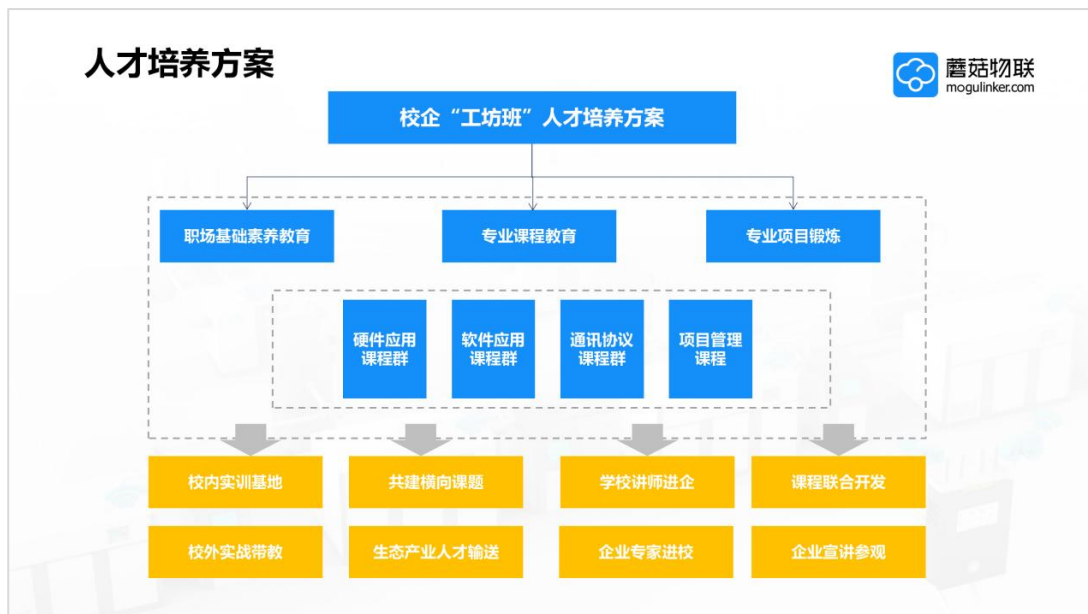 人才培养方案
蘑菇物联
mogulinker.com
校企“工坊班”人才培养方案
职场基础素养教育
专业课程教育
专业项目锻炼
硬件应用
课程群
软件应用
课程群
通讯协议
课程群
项目管理
课程
校内实训基地
共建横向课题
学校讲师进企
课程联合开发
校外实战带教
生态产业人才输送
企业专家进校
企业宣讲参观